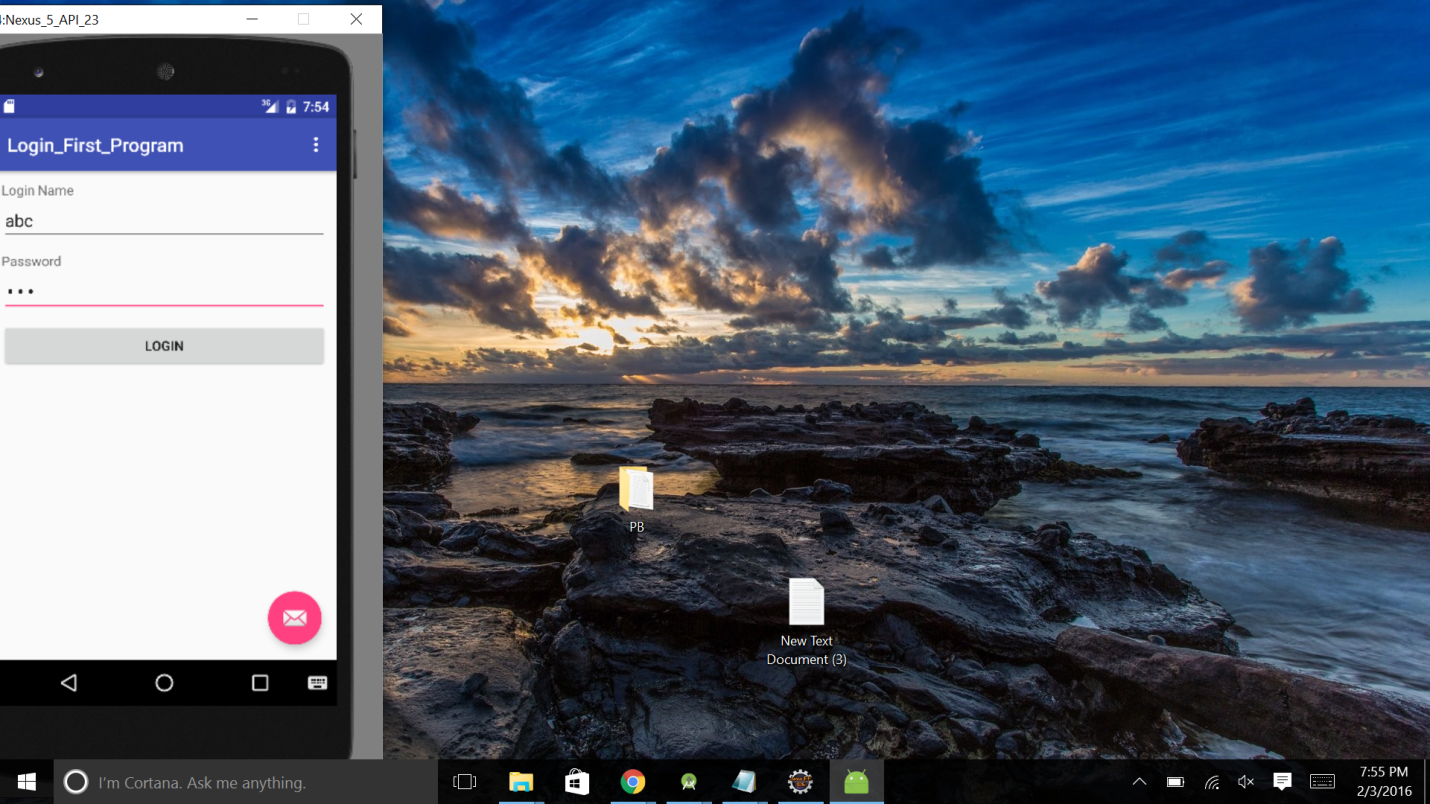 :Nexus_5_API_23
3G 7:54
Login_First_Program
Login Name
abc
Password
LOGIN
PB
New Text
Document (3)
I'm Cortana. Ask me anything.
7:55 PM
2/3/2016